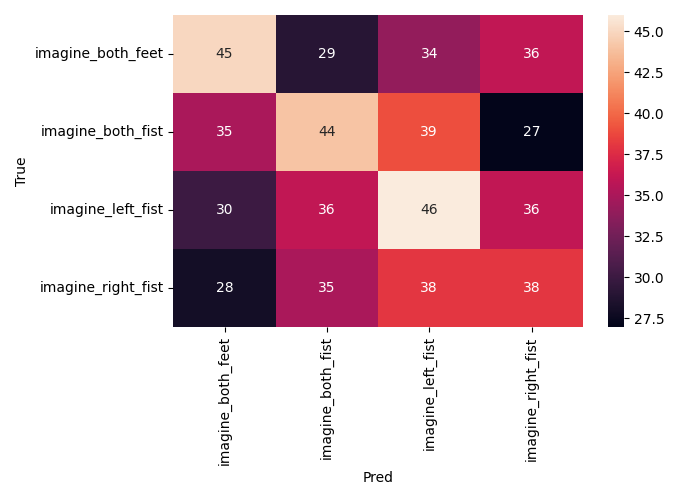 imagine_both_feet 45 29 34 36
imagine_both_fist 35 44 39 27
imagine_left_fist 30 36 46 36
imagine_right_fist 28 35 38 38
True
imagine_both_feet
imagine_both_fist
imagine_left_fist
imagine_right_fist
Pred
45.0
42.5
40.0
37.5
35.0
32.5
30.0
27.5